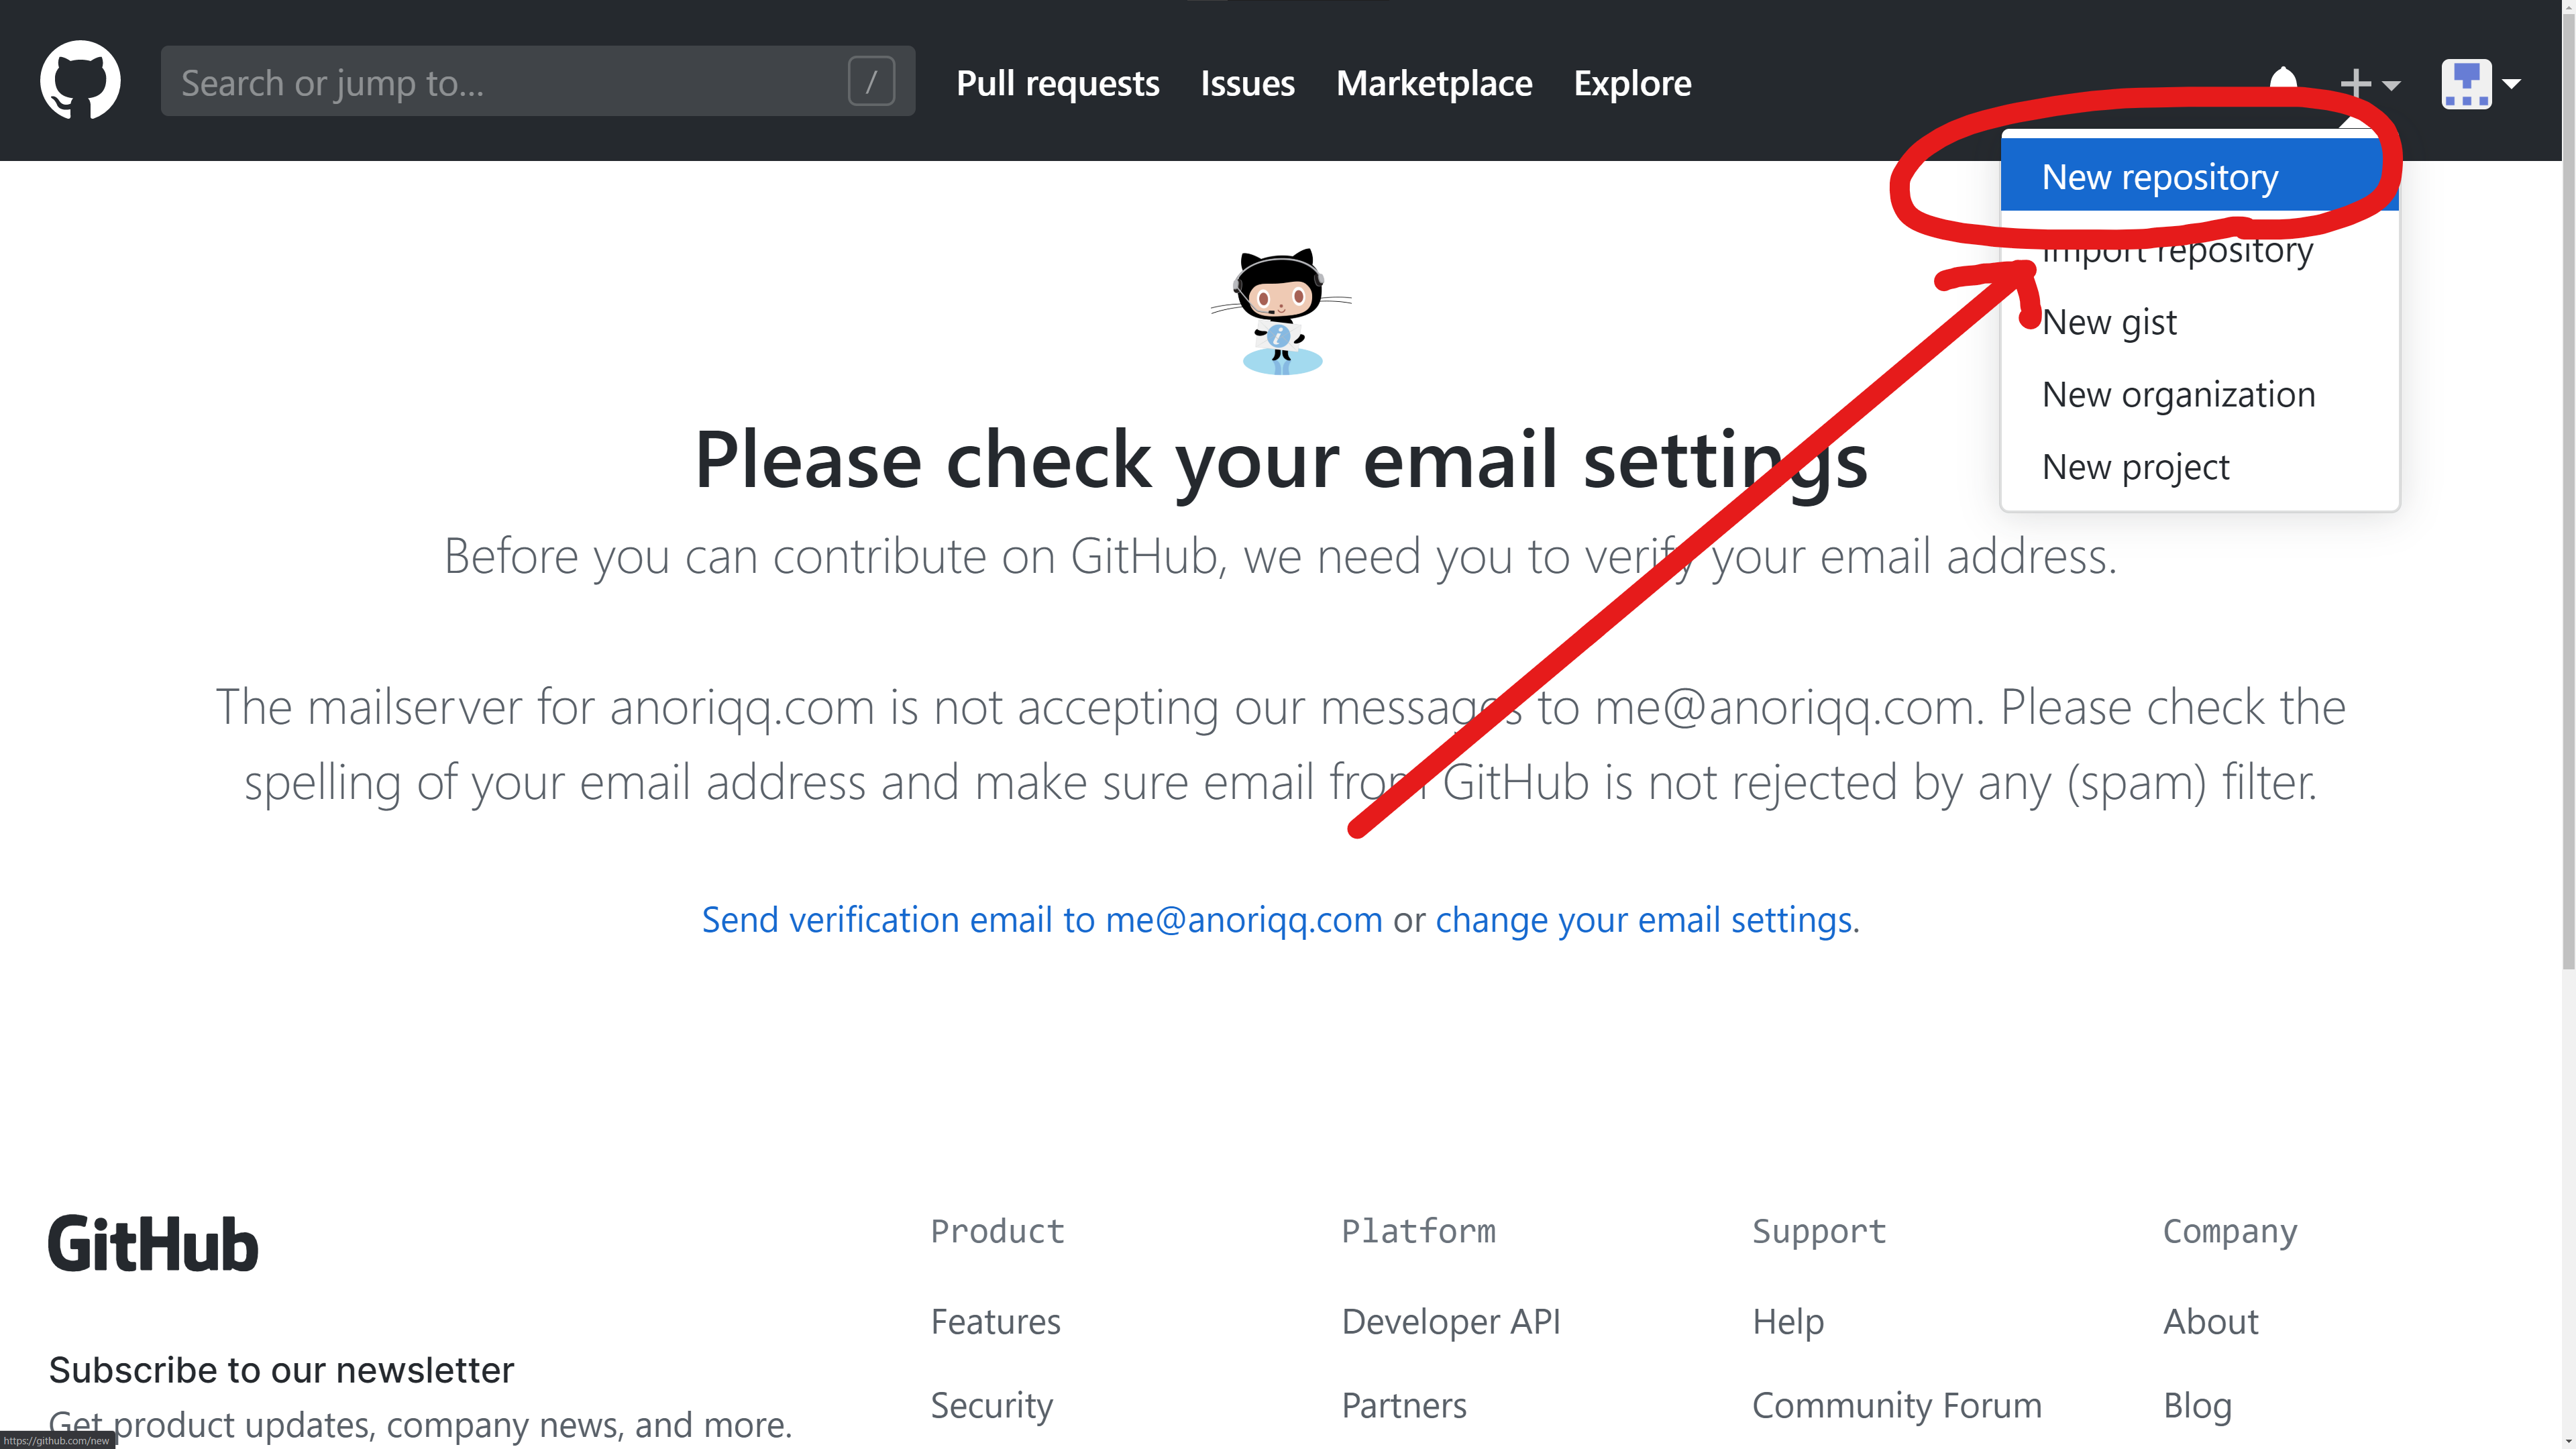 Search or jump to...
/
Pull requests
Issues
Marketplace
Explore
New repository
Import repository
New gist
New organization
New project
Please check your email settings
Before you can contribute on GitHub, we need you to verify your email address.
The mailserver for anoriqq.com is not accepting our messages to me@anoriqq.com. Please check the
spelling of your email address and make sure email from GitHub is not rejected by any (spam) filter.
Send verification email to me@anoriqq.com or change your email settings.
GitHub
Subscribe to our newsletter
Get product updates, company news, and more.
Product
Features
Security
Platform
Developer API
Partners
Support
Help
Community Forum
Company
About
Blog
https://github.com/new